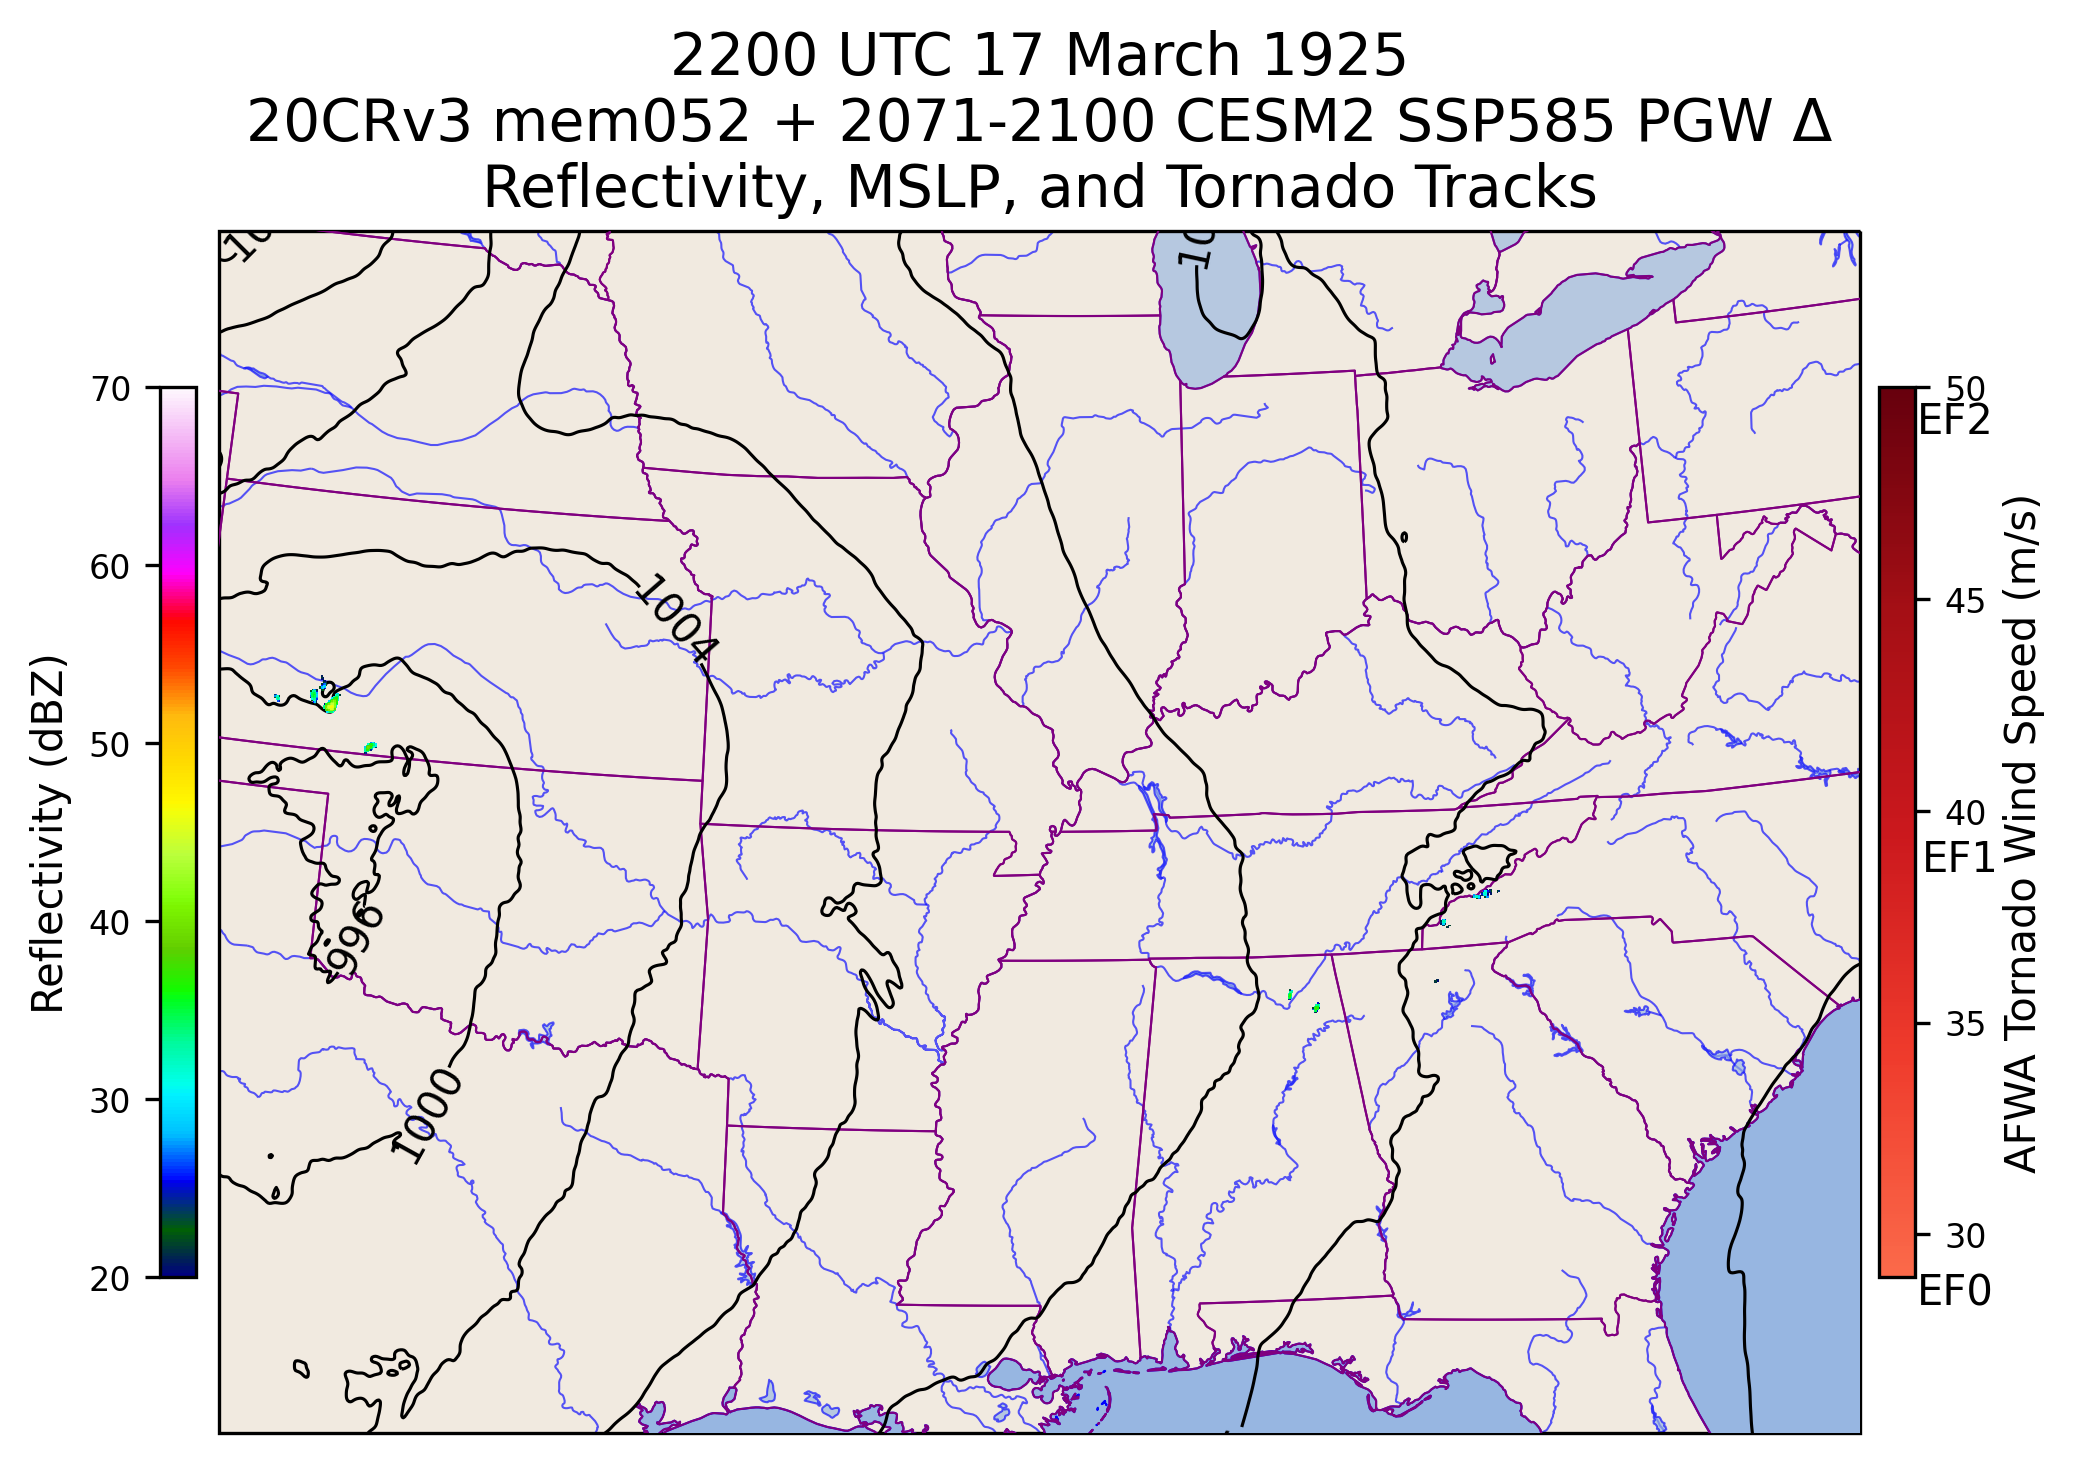 2200 UTC 17 March 1925
20CRv3 mem052 + 2071-2100 CESM2 SSP585 PGW Δ
Reflectivity, MSLP, and Tornado Tracks
70
60
50
40
30
20
Reflectivity (dBZ)
1004
996
1000
50
EF2
45
40
EF1
35
30
EF0
AFWA Tornado Wind Speed (m/s)